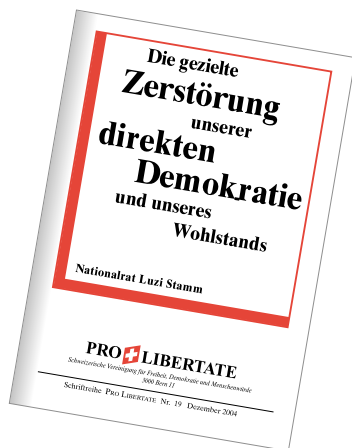 Die gezielte
Zerstörung
unserer
direkten
Demokratie
und unseres
Wohlstands
Nationalrat Luzi Stamm
PRO LIBERTATE
Schweizerische Vereinigung für Freiheit, Demokratie und Menschenwürde
3000 Bern 11
Schriftreihe PRO LIBERTATE Nr. 19 Dezember 2004